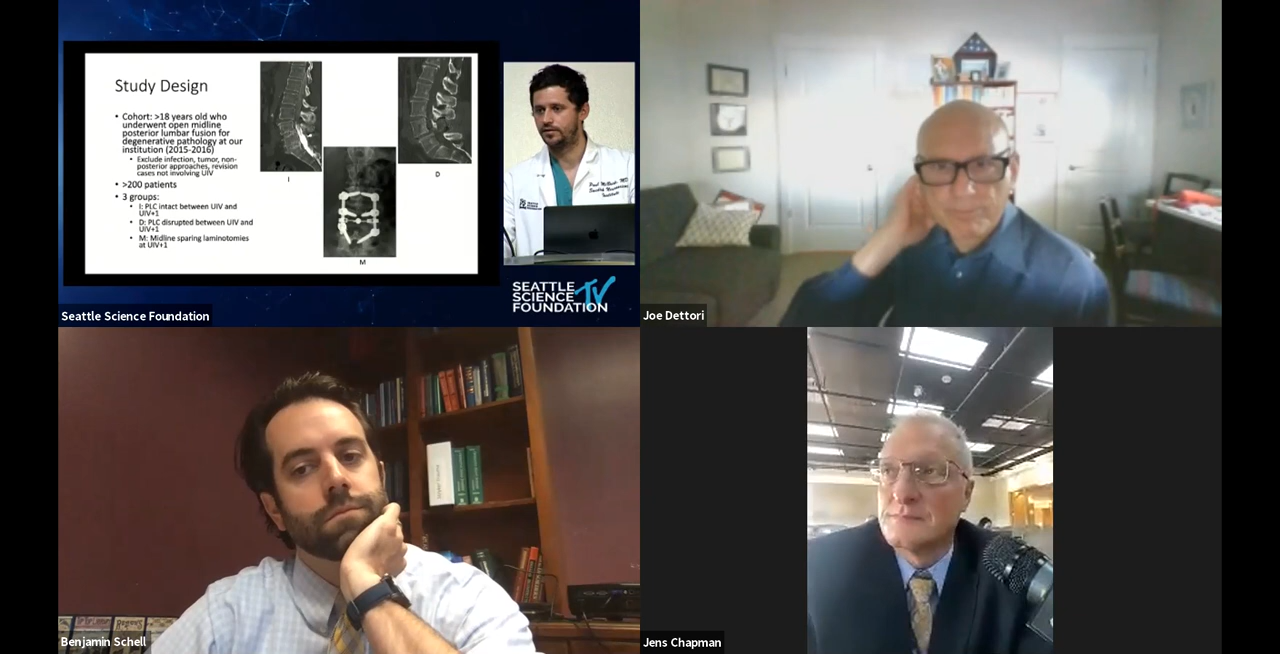 Study Design
• Cohort: >18 years old who
underwent open midline
posterior lumbar fusion for
degenerative pathology at our
institution (2015-2016)
• Exclude infection, tumor, non-
posterior approaches, revision
cases not involving UIV
• >200 patients
• 3 groups:
• I: PLC intact between UIV and
UIV+1
• D: PLC disrupted between UIV and
UIV+1
• M: Midline sparing laminotomies
at UIV+1
I
M
D
SEATTLE
SCIENCE TV
FOUNDATION
Seattle Science Foundation
Joe Dettori
Benjamin Schell
Jens Chapman